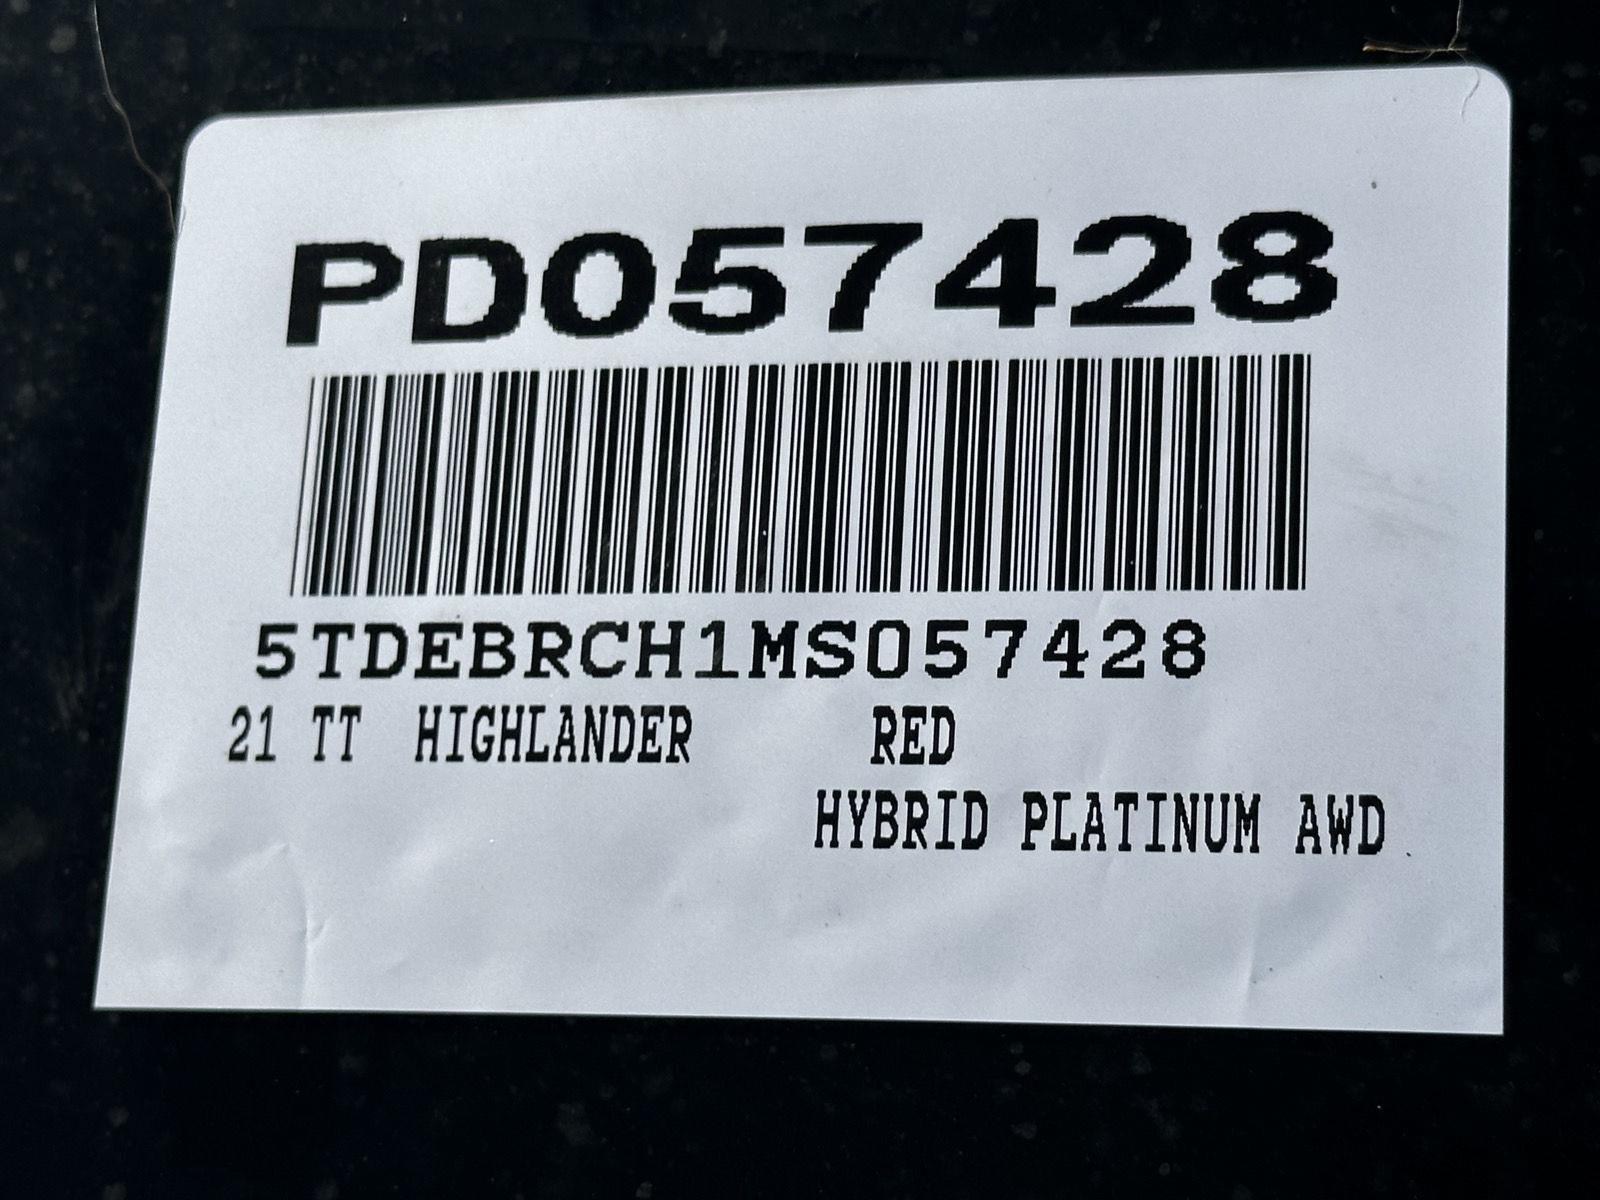 PD057428
5TDEBRCH1MS057428
21 TT HIGHLANDER RED
HYBRID PLATINUM AWD